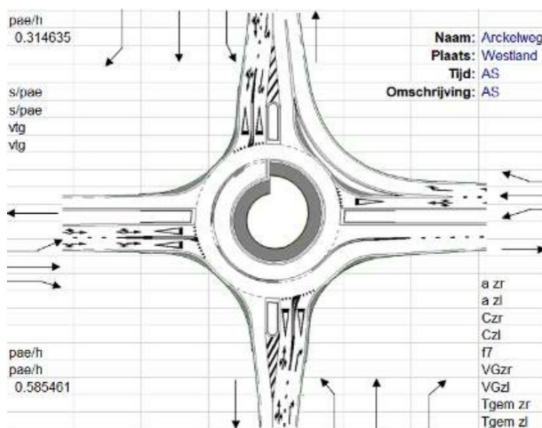 pae/h
0.314635
Naam: Arckelweg
Plaats: Westland
Tijd: AS
Omschrijving: AS
s/pae
s/pae
vtg
vtg
a zr
a zl
Czr
Czl
f7
VGzr
VGzl
Tgem zr
Tgem zl
pae/h
pae/h
0.585461